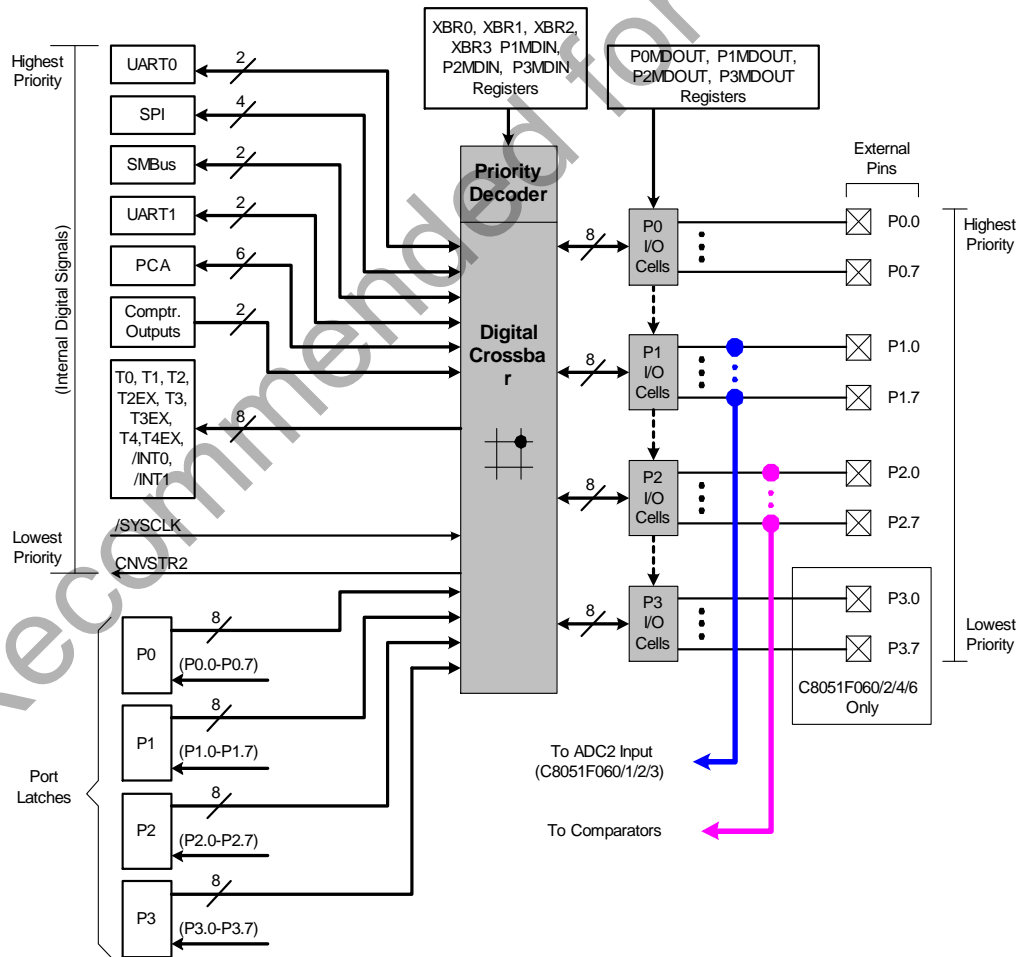 XBR0, XBR1, XBR2,
XBR3 P1MDIN,
P2MDIN, P3MDIN
Registers
P0MDOUT, P1MDOUT,
P2MDOUT, P3MDOUT
Registers
Highest
Priority
(Internal Digital Signals)
Lowest
Priority
UART0
2
SPI
4
SMBus
2
UART1
2
PCA
6
Comptr.
Outputs
2
T0, T1, T2,
T2EX, T3,
T3EX,
T4,T4EX,
/INT0,
/INT1
8
/SYSCLK
CNVSTR2
Priority
Decoder
Digital
Crossba
r
External
Pins
8
P0
I/O
Cells
P0.0
P0.7
Highest
Priority
8
P1
I/O
Cells
P1.0
P1.7
8
P2
I/O
Cells
P2.0
P2.7
8
P3
I/O
Cells
P3.0
P3.7
Lowest
Priority
C8051F060/2/4/6
Only
Port
Latches
P0
8
(P0.0-P0.7)
P1
8
(P1.0-P1.7)
P2
8
(P2.0-P2.7)
P3
8
(P3.0-P3.7)
To ADC2 Input
(C8051F060/1/2/3)
To Comparators
Recommended for